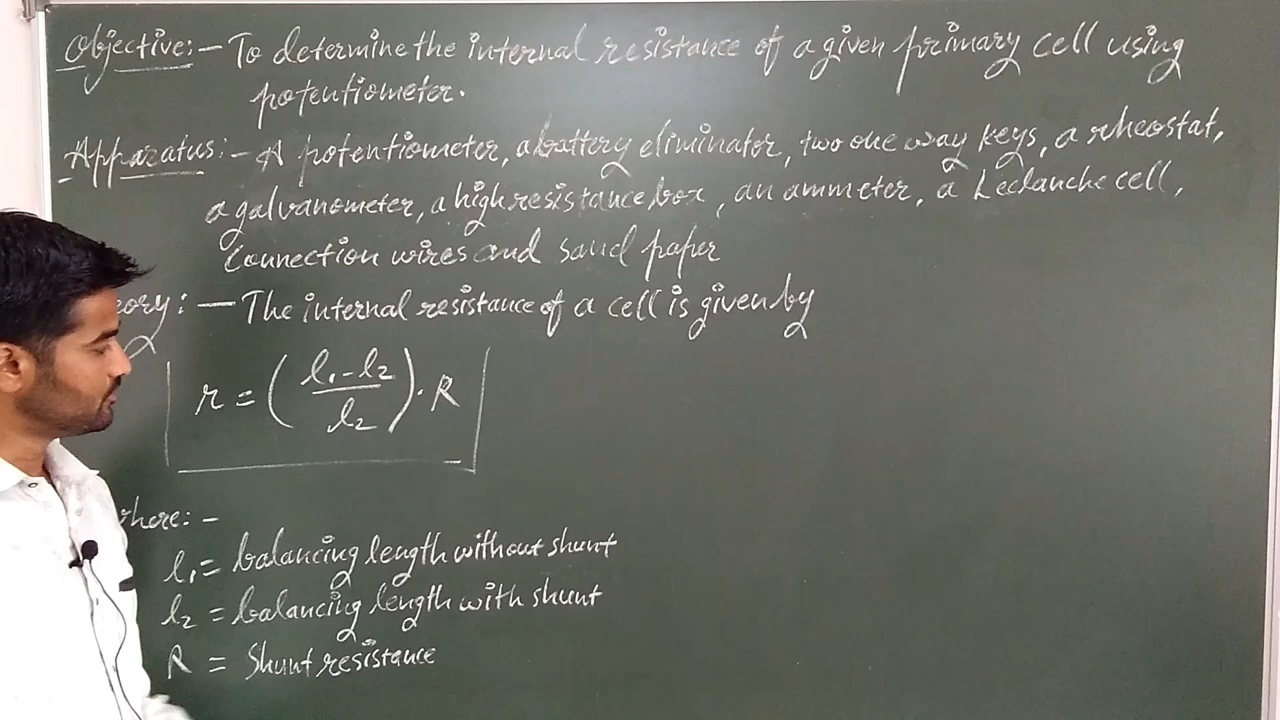 Objective:- To determine the internal resistance of a given primary cell using
potentiometer.
Apparatus:- A potentiometer, a battery eliminator, two one way keys, a rheostat,
a galvanometer, a high resistance box, an ammeter, a Leclanche cell,
Connection wires and sand paper
eory:- The internal resistance of a cell is given by
r = (l₁-l₂/l₂)·R
where:-
l₁ = balancing length without shunt
l₂ = balancing length with shunt
R = Shunt resistance